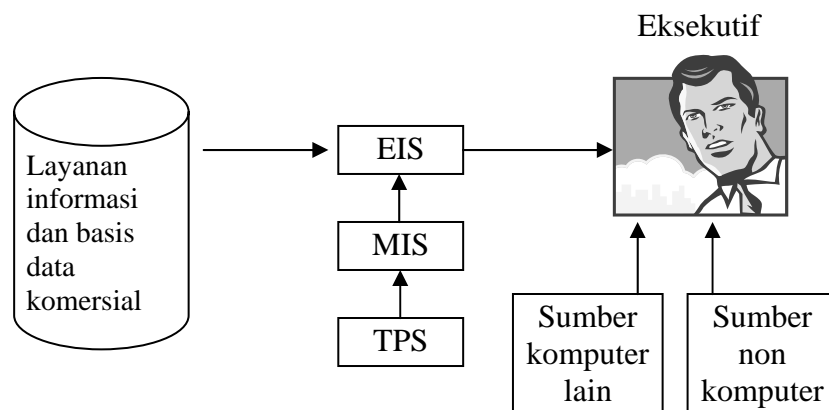 Eksekutif
Layanan
informasi
dan basis
data
komersial
EIS
MIS
TPS
Sumber
komputer
lain
Sumber
non
komputer